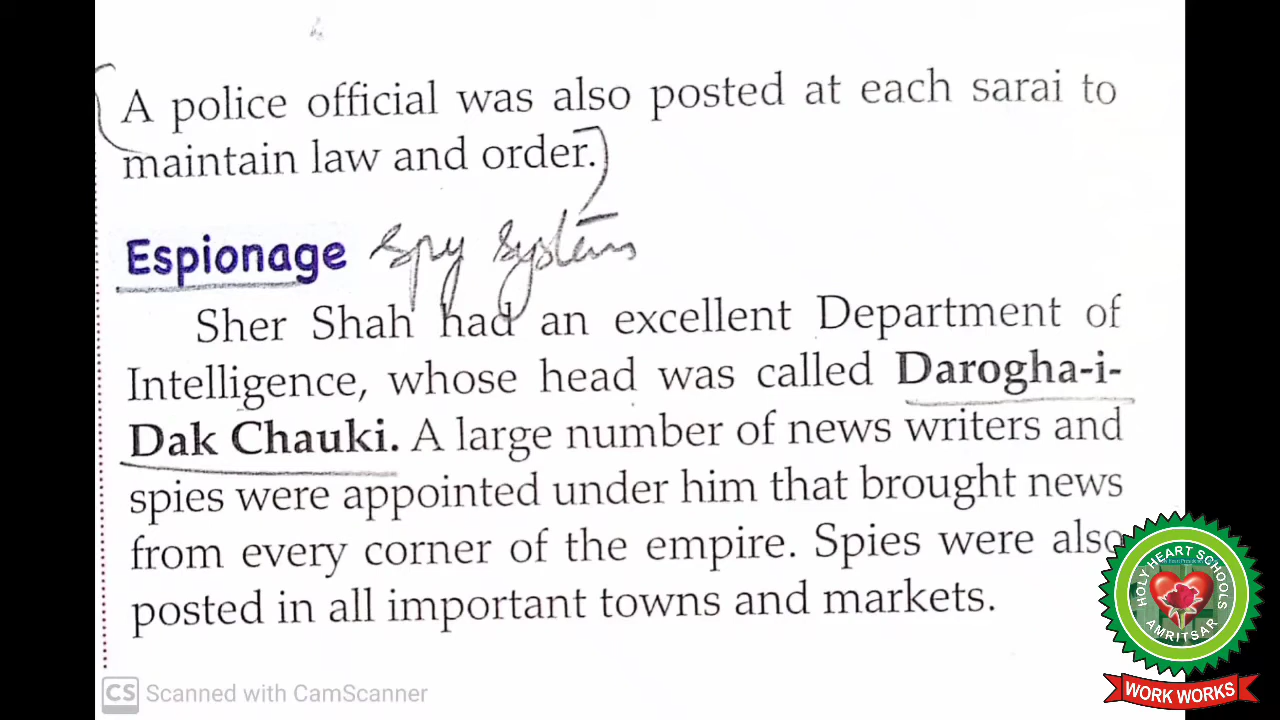 A police official was also posted at each sarai to
maintain law and order.
Espionage Spy System
Sher Shah had an excellent Department of
Intelligence, whose head was called Darogha-i-
Dak Chauki. A large number of news writers and
spies were appointed under him that brought news
from every corner of the empire. Spies were also
posted in all important towns and markets.
HOLY HEART SCHOOLS
AMRITSAR
WORK WORKS
CS Scanned with CamScanner